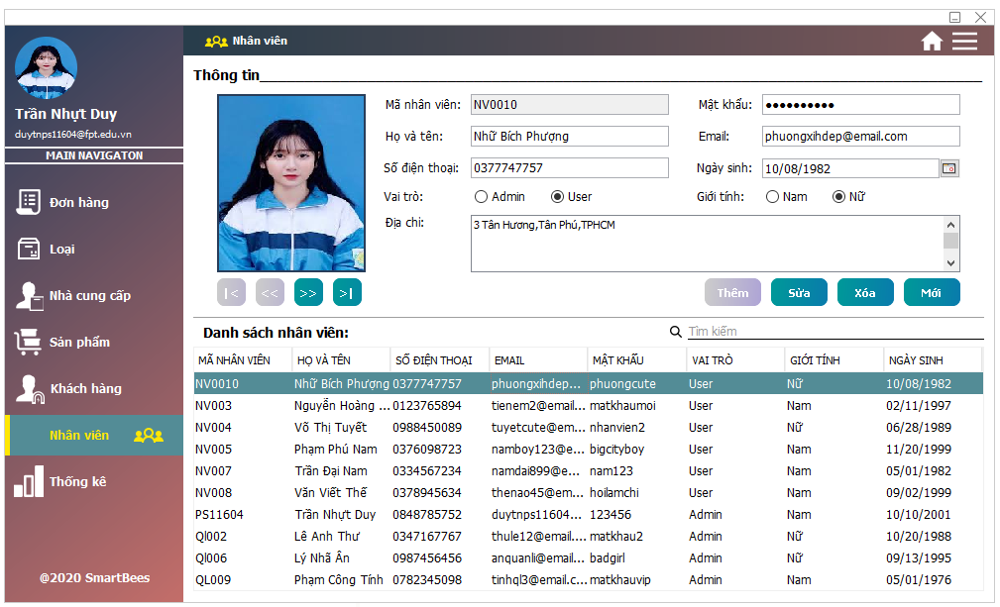 Nhân viên
Trần Nhựt Duy
duytnps11604@fpt.edu.vn
MAIN NAVIGATON
Đơn hàng
Loại
Nhà cung cấp
Sản phẩm
Khách hàng
Nhân viên
Thống kê
@2020 SmartBees
Thông tin
Mã nhân viên: NV0010 Mật khẩu: ●●●●●●●●●●
Họ và tên: Nhữ Bích Phượng Email: phuongxihdep@email.com
Số điện thoại: 0377747757 Ngày sinh: 10/08/1982
Vai trò: Admin User Giới tính: Nam Nữ
Địa chỉ: 3 Tân Hương,Tân Phú,TPHCM
|< << >> >| Thêm Sửa Xóa Mới
Danh sách nhân viên: Tìm kiếm
MÃ NHÂN VIÊN HỌ VÀ TÊN SỐ ĐIỆN THOẠI EMAIL MẬT KHẨU VAI TRÒ GIỚI TÍNH NGÀY SINH
NV0010 Nhữ Bích Phượng 0377747757 phuongxihdep... phuongcute User Nữ 10/08/1982
NV003 Nguyễn Hoàng ... 0123765894 tienem2@email... matkhaumoi User Nam 02/11/1997
NV004 Võ Thị Tuyết 0988450089 tuyetcute@em... nhanvien2 User Nữ 06/28/1989
NV005 Phạm Phú Nam 0376098723 namboy123@e... bigcityboy User Nam 11/20/1999
NV007 Trần Đại Nam 0334567234 namdai899@e... nam123 User Nam 05/01/1982
NV008 Văn Viết Thế 0378945634 thenao45@em... hoilamchi User Nam 09/02/1999
PS11604 Trần Nhựt Duy 0848785752 duytnps11604... 123456 Admin Nam 10/10/2001
Ql002 Lê Anh Thư 0347167767 thule12@email.... matkhau2 Admin Nữ 10/20/1988
Ql006 Lý Nhã Ân 0987456456 anquanli@email... badgirl Admin Nữ 09/13/1995
QL009 Phạm Công Tính 0782345098 tinhql3@email.c... matkhauvip Admin Nam 05/01/1976